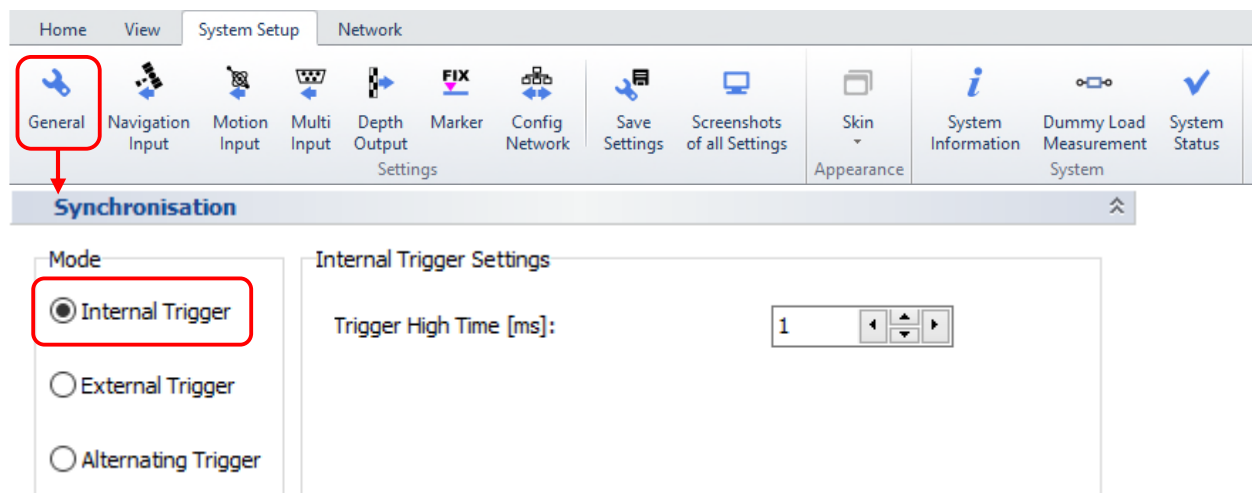 Home View System Setup Network
FIX
General Navigation Input Motion Input Multi Input Depth Output Marker Config Network Save Settings Screenshots of all Settings Skin System Information Dummy Load Measurement System Status
Settings Appearance System
Synchronisation
Mode Internal Trigger Settings
Internal Trigger Trigger High Time [ms]: 1
External Trigger
Alternating Trigger